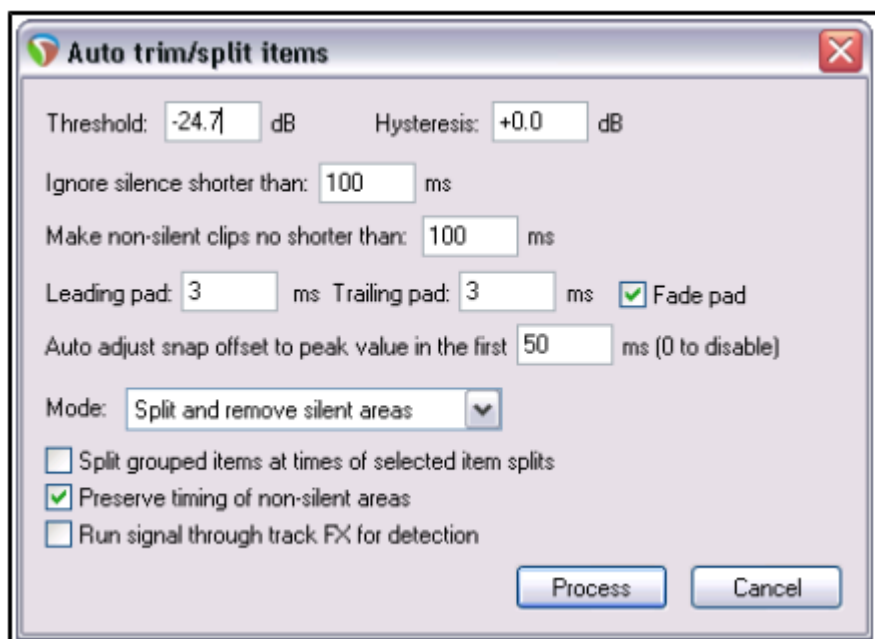 Auto trim/split items
Threshold: -24.7 dB Hysteresis: +0.0 dB
Ignore silence shorter than: 100 ms
Make non-silent clips no shorter than: 100 ms
Leading pad: 3 ms Trailing pad: 3 ms Fade pad
Auto adjust snap offset to peak value in the first 50 ms (0 to disable)
Mode: Split and remove silent areas
Split grouped items at times of selected item splits
Preserve timing of non-silent areas
Run signal through track FX for detection
Process Cancel